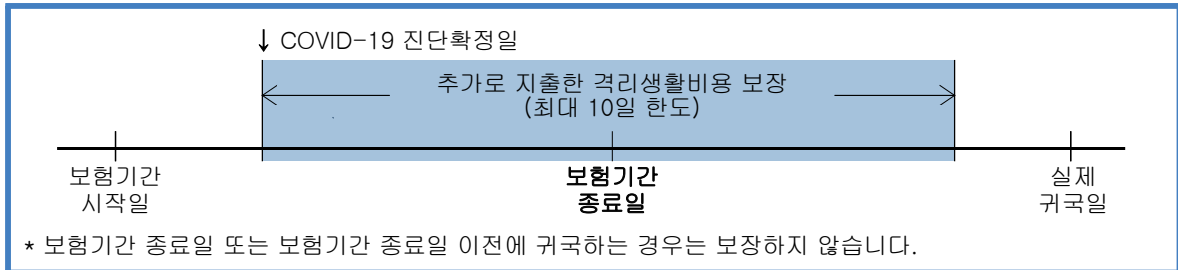 ↓ COVID-19 진단확정일
추가로 지출한 격리생활비용 보장
(최대 10일 한도)
보험기간
시작일
보험기간
종료일
실제
귀국일
* 보험기간 종료일 또는 보험기간 종료일 이전에 귀국하는 경우는 보장하지 않습니다.